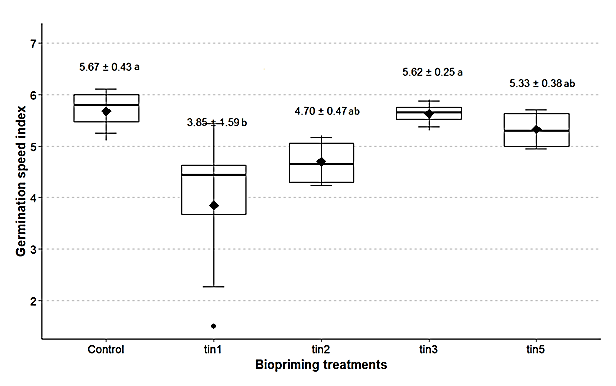 7
5.67 ± 0.43 a
5.62 ± 0.25 a
5.33 ± 0.38 ab
6
3.85 ± 1.59 b
4.70 ± 0.47 ab
5
4
3
2
Germination speed index
Control tin1 tin2 tin3 tin5
Biopriming treatments